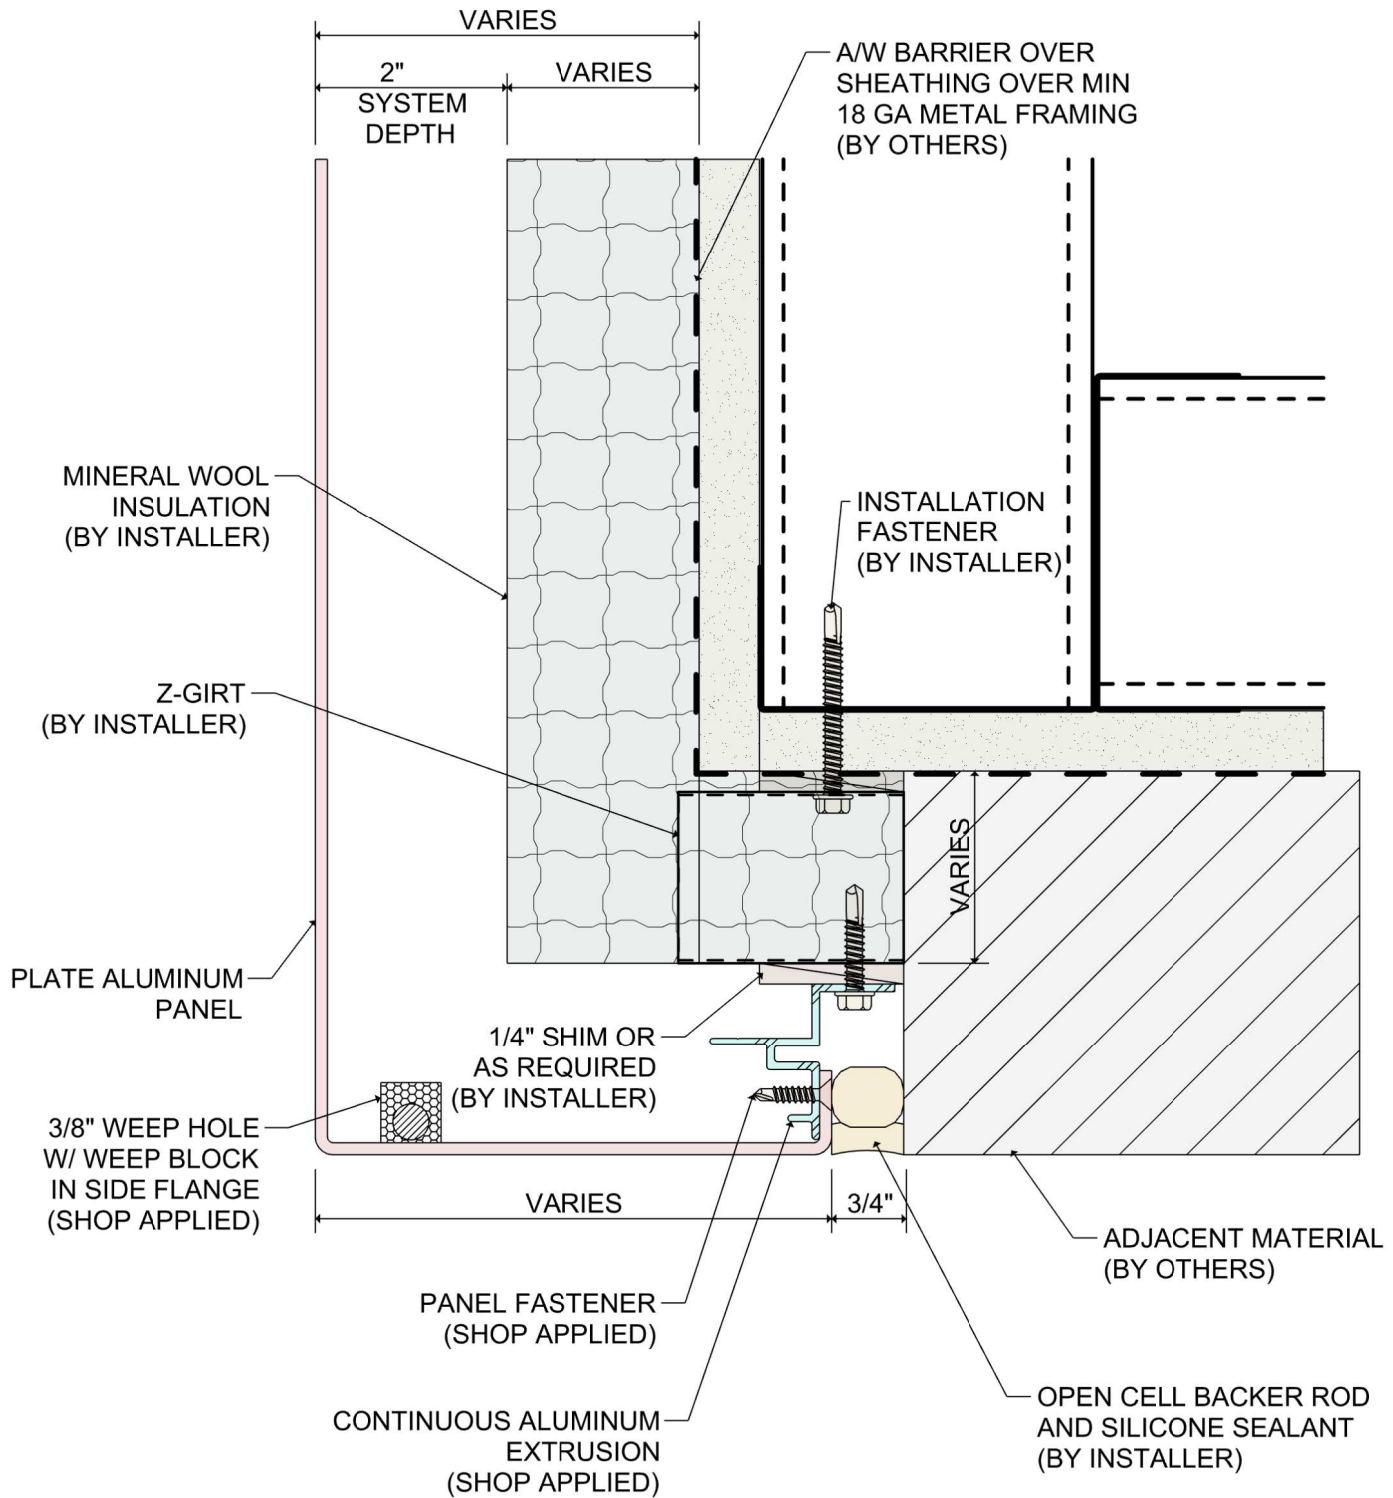 VARIES
2"
SYSTEM
DEPTH
VARIES
A/W BARRIER OVER
SHEATHING OVER MIN
18 GA METAL FRAMING
(BY OTHERS)
MINERAL WOOL
INSULATION
(BY INSTALLER)
INSTALLATION
FASTENER
(BY INSTALLER)
Z-GIRT
(BY INSTALLER)
VARIES
PLATE ALUMINUM
PANEL
1/4" SHIM OR
AS REQUIRED
(BY INSTALLER)
3/8" WEEP HOLE
W/ WEEP BLOCK
IN SIDE FLANGE
(SHOP APPLIED)
VARIES
3/4"
ADJACENT MATERIAL
(BY OTHERS)
PANEL FASTENER
(SHOP APPLIED)
OPEN CELL BACKER ROD
AND SILICONE SEALANT
(BY INSTALLER)
CONTINUOUS ALUMINUM
EXTRUSION
(SHOP APPLIED)